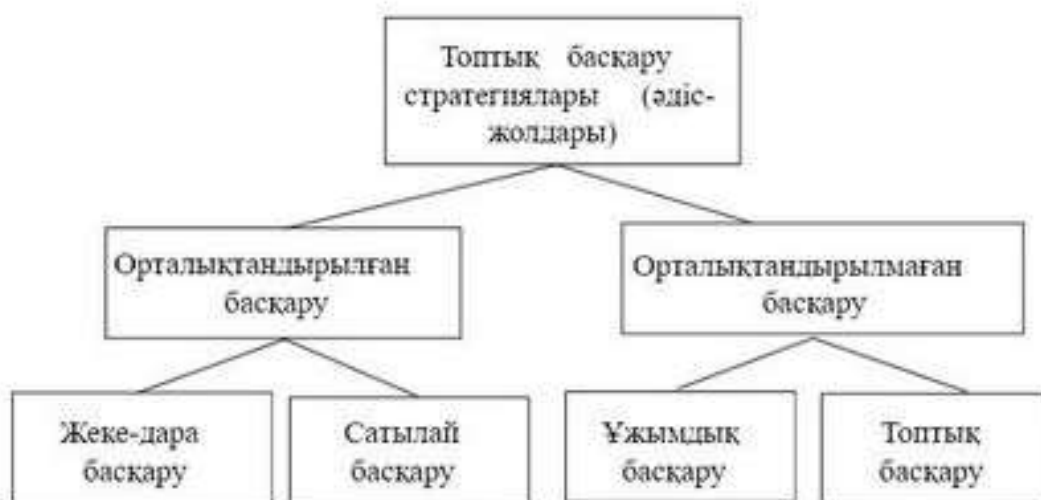 Топтық басқару
стратегиялары (әдіс-
жолдары)
Орталықтандырылған
басқару
Орталықтандырылмаған
басқару
Жеке-дара
басқару
Сатылай
басқару
Ұжымдық
басқару
Топтық
басқару